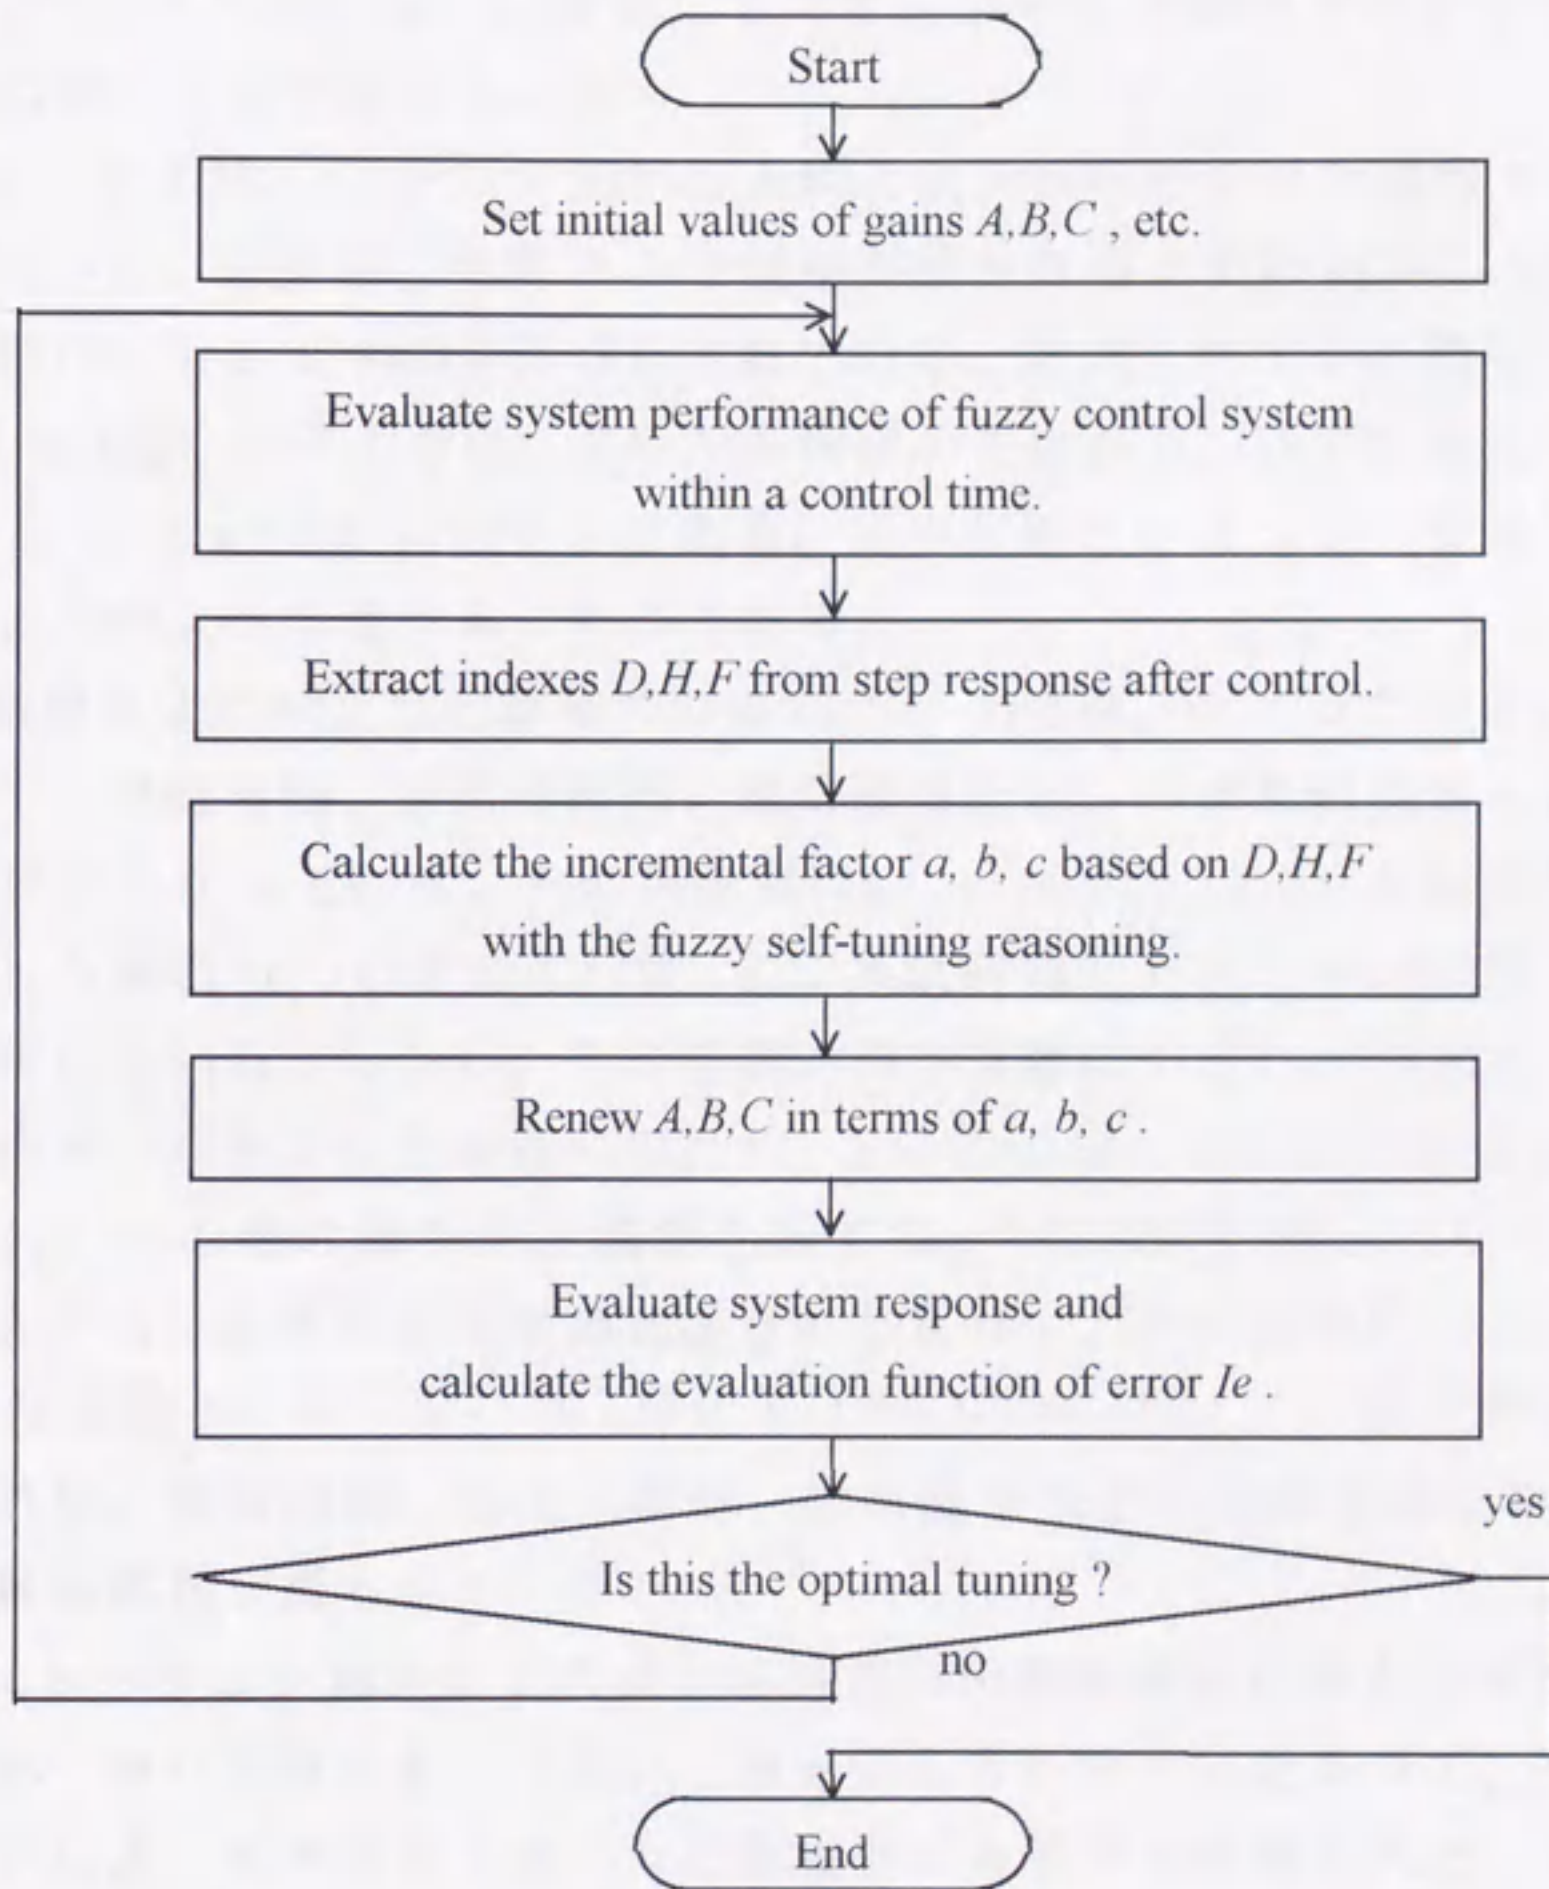 Start
Set initial values of gains A,B,C , etc.
Evaluate system performance of fuzzy control system
within a control time.
Extract indexes D,H,F from step response after control.
Calculate the incremental factor a, b, c based on D,H,F
with the fuzzy self-tuning reasoning.
Renew A,B,C in terms of a, b, c .
Evaluate system response and
calculate the evaluation function of error Ie .
yes
Is this the optimal tuning ?
no
End